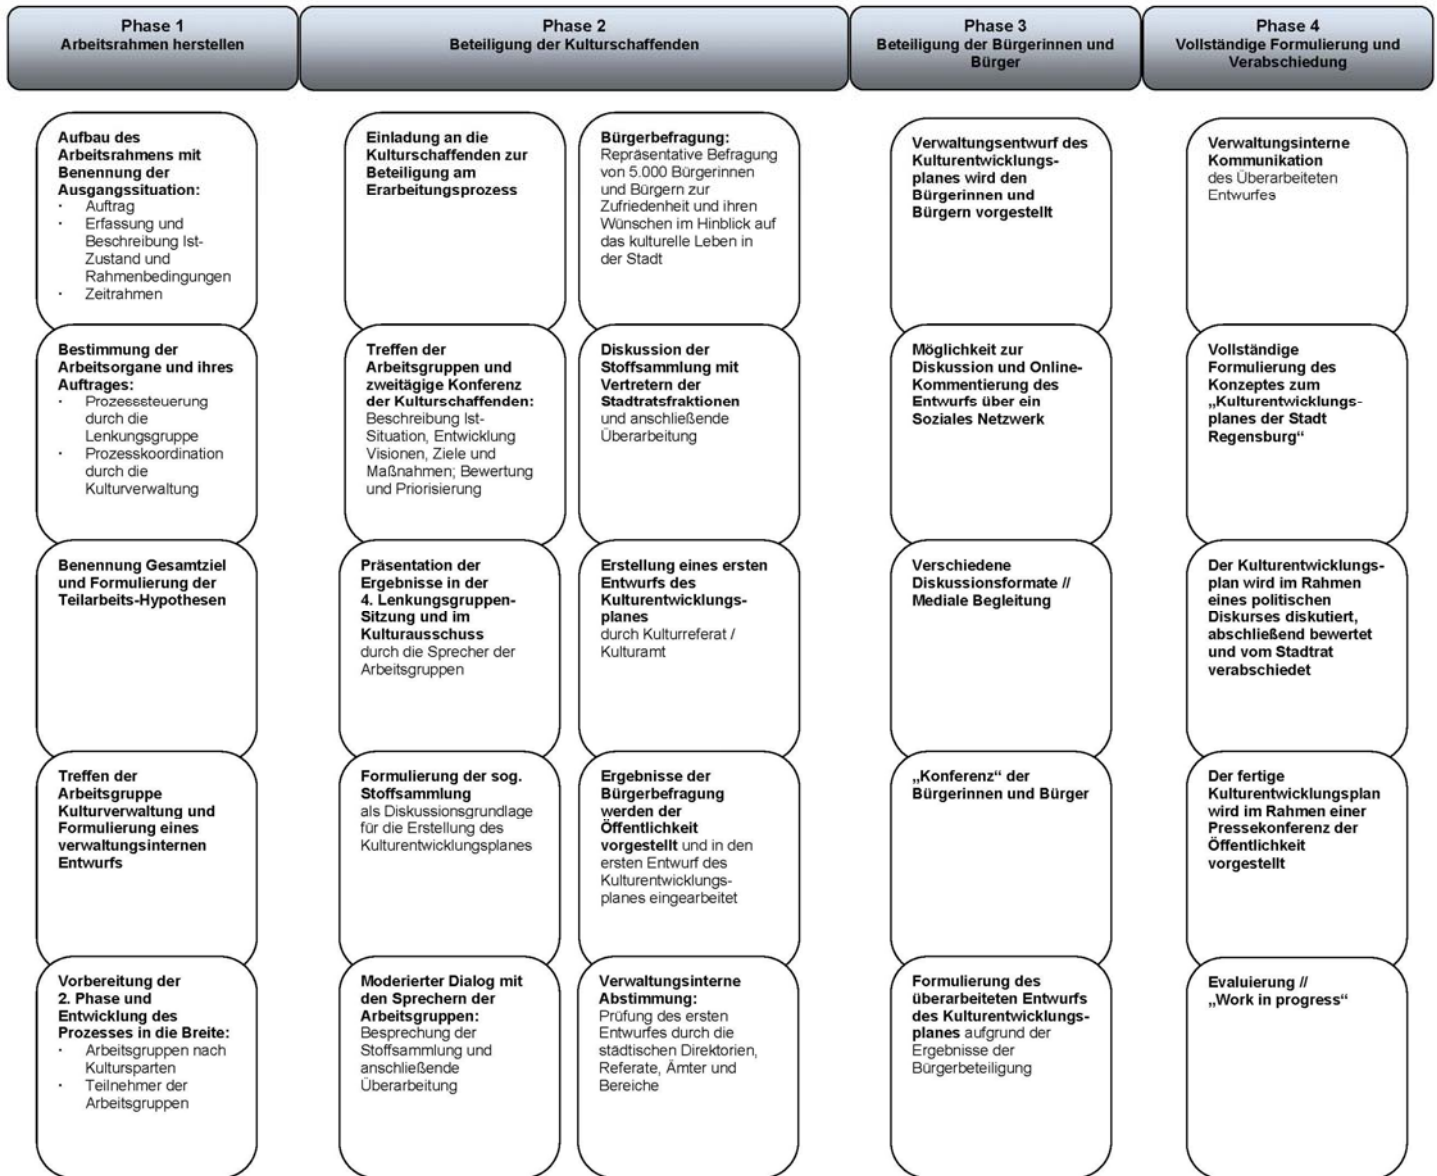 Phase 1
Arbeitsrahmen herstellen
Phase 2
Beteiligung der Kulturschaffenden
Phase 3
Beteiligung der Bürgerinnen und
Bürger
Phase 4
Vollständige Formulierung und
Verabschiedung
Aufbau des
Arbeitsrahmens mit
Benennung der
Ausgangssituation:
· Auftrag
· Erfassung und
Beschreibung Ist-
Zustand und
Rahmenbedingungen
· Zeitrahmen
Bestimmung der
Arbeitsorgane und ihres
Auftrages:
· Prozesssteuerung
durch die
Lenkungsgruppe
· Prozesskoordination
durch die
Kulturverwaltung
Benennung Gesamtziel
und Formulierung der
Teilarbeits-Hypothesen
Treffen der
Arbeitsgruppe
Kulturverwaltung und
Formulierung eines
verwaltungsinternen
Entwurfs
Vorbereitung der
2. Phase und
Entwicklung des
Prozesses in die Breite:
· Arbeitsgruppen nach
Kultursparten
· Teilnehmer der
Arbeitsgruppen
Einladung an die
Kulturschaffenden zur
Beteiligung am
Erarbeitungsprozess
Treffen der
Arbeitsgruppen und
zweitägige Konferenz
der Kulturschaffenden:
Beschreibung Ist-
Situation, Entwicklung
Visionen, Ziele und
Maßnahmen; Bewertung
und Priorisierung
Präsentation der
Ergebnisse in der
4. Lenkungsgruppen-
Sitzung und im
Kulturausschuss
durch die Sprecher der
Arbeitsgruppen
Formulierung der sog.
Stoffsammlung
als Diskussionsgrundlage
für die Erstellung des
Kulturentwicklungsplanes
Moderierter Dialog mit
den Sprechern der
Arbeitsgruppen:
Besprechung der
Stoffsammlung und
anschließende
Überarbeitung
Bürgerbefragung:
Repräsentative Befragung
von 5.000 Bürgerinnen
und Bürgern zur
Zufriedenheit und ihren
Wünschen im Hinblick auf
das kulturelle Leben in
der Stadt
Diskussion der
Stoffsammlung mit
Vertretern der
Stadtratsfraktionen
und anschließende
Überarbeitung
Erstellung eines ersten
Entwurfs des
Kulturentwicklungs-
planes
durch Kulturreferat /
Kulturamt
Ergebnisse der
Bürgerbefragung
werden der
Öffentlichkeit
vorgestellt und in den
ersten Entwurf des
Kulturentwicklungs-
planes eingearbeitet
Verwaltungsinterne
Abstimmung:
Prüfung des ersten
Entwurfes durch die
städtischen Direktorien,
Referate, Ämter und
Bereiche
Verwaltungsentwurf des
Kulturentwicklungs-
planes wird den
Bürgerinnen und
Bürgern vorgestellt
Möglichkeit zur
Diskussion und Online-
Kommentierung des
Entwurfs über ein
Soziales Netzwerk
Verschiedene
Diskussionsformate //
Mediale Begleitung
„Konferenz“ der
Bürgerinnen und Bürger
Formulierung des
überarbeiteten Entwurfs
des Kulturentwicklungs-
planes aufgrund der
Ergebnisse der
Bürgerbeteiligung
Verwaltungsinterne
Kommunikation
des Überarbeiteten
Entwurfes
Vollständige
Formulierung des
Konzeptes zum
„Kulturentwicklungs-
planes der Stadt
Regensburg“
Der Kulturentwicklungs-
plan wird im Rahmen
eines politischen
Diskurses diskutiert,
abschließend bewertet
und vom Stadtrat
verabschiedet
Der fertige
Kulturentwicklungsplan
wird im Rahmen einer
Pressekonferenz der
Öffentlichkeit
vorgestellt
Evaluierung //
„Work in progress“